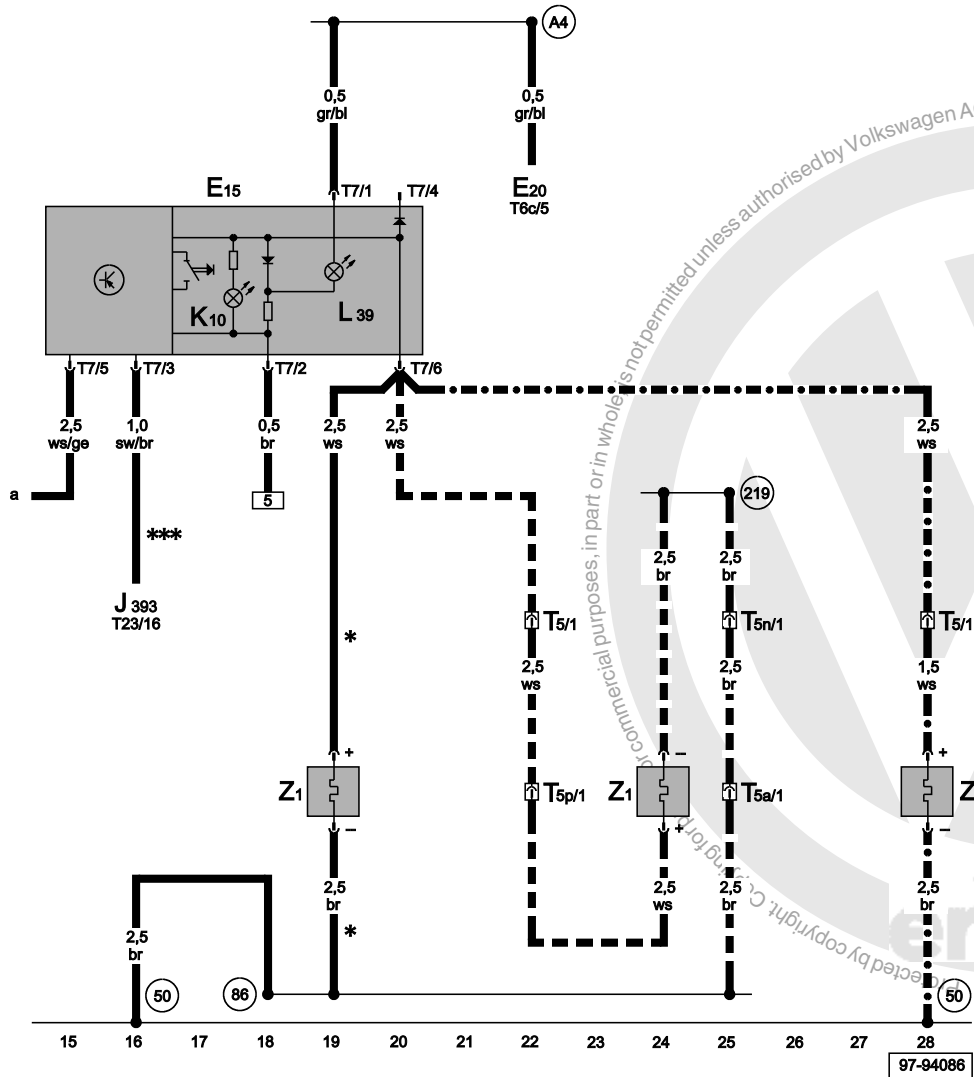 A4
0,5 gr/bl
0,5 gr/bl
E15
T7/1
T7/4
E20
T6c/5
K10
L39
T7/5
T7/3
T7/2
T7/6
2,5 ws/ge
1,0 sw/br
0,5 br
2,5 ws
2,5 ws
2,5 ws
a
5
219
***
2,5 br
2,5 br
J393
T23/16
T5/1
T5n/1
T5/1
*
2,5 ws
2,5 br
1,5 ws
+
-
+
Z1
T5p/1
Z1
T5a/1
Z
-
+
-
2,5 br
2,5 ws
2,5 br
2,5 br
*
2,5 br
50
86
50
15 16 17 18 19 20 21 22 23 24 25 26 27 28
97-94086
or commercial purposes, in part or in whole, is not permitted unless authorised by Volkswagen A
Protected by copyright. Copying for p
er